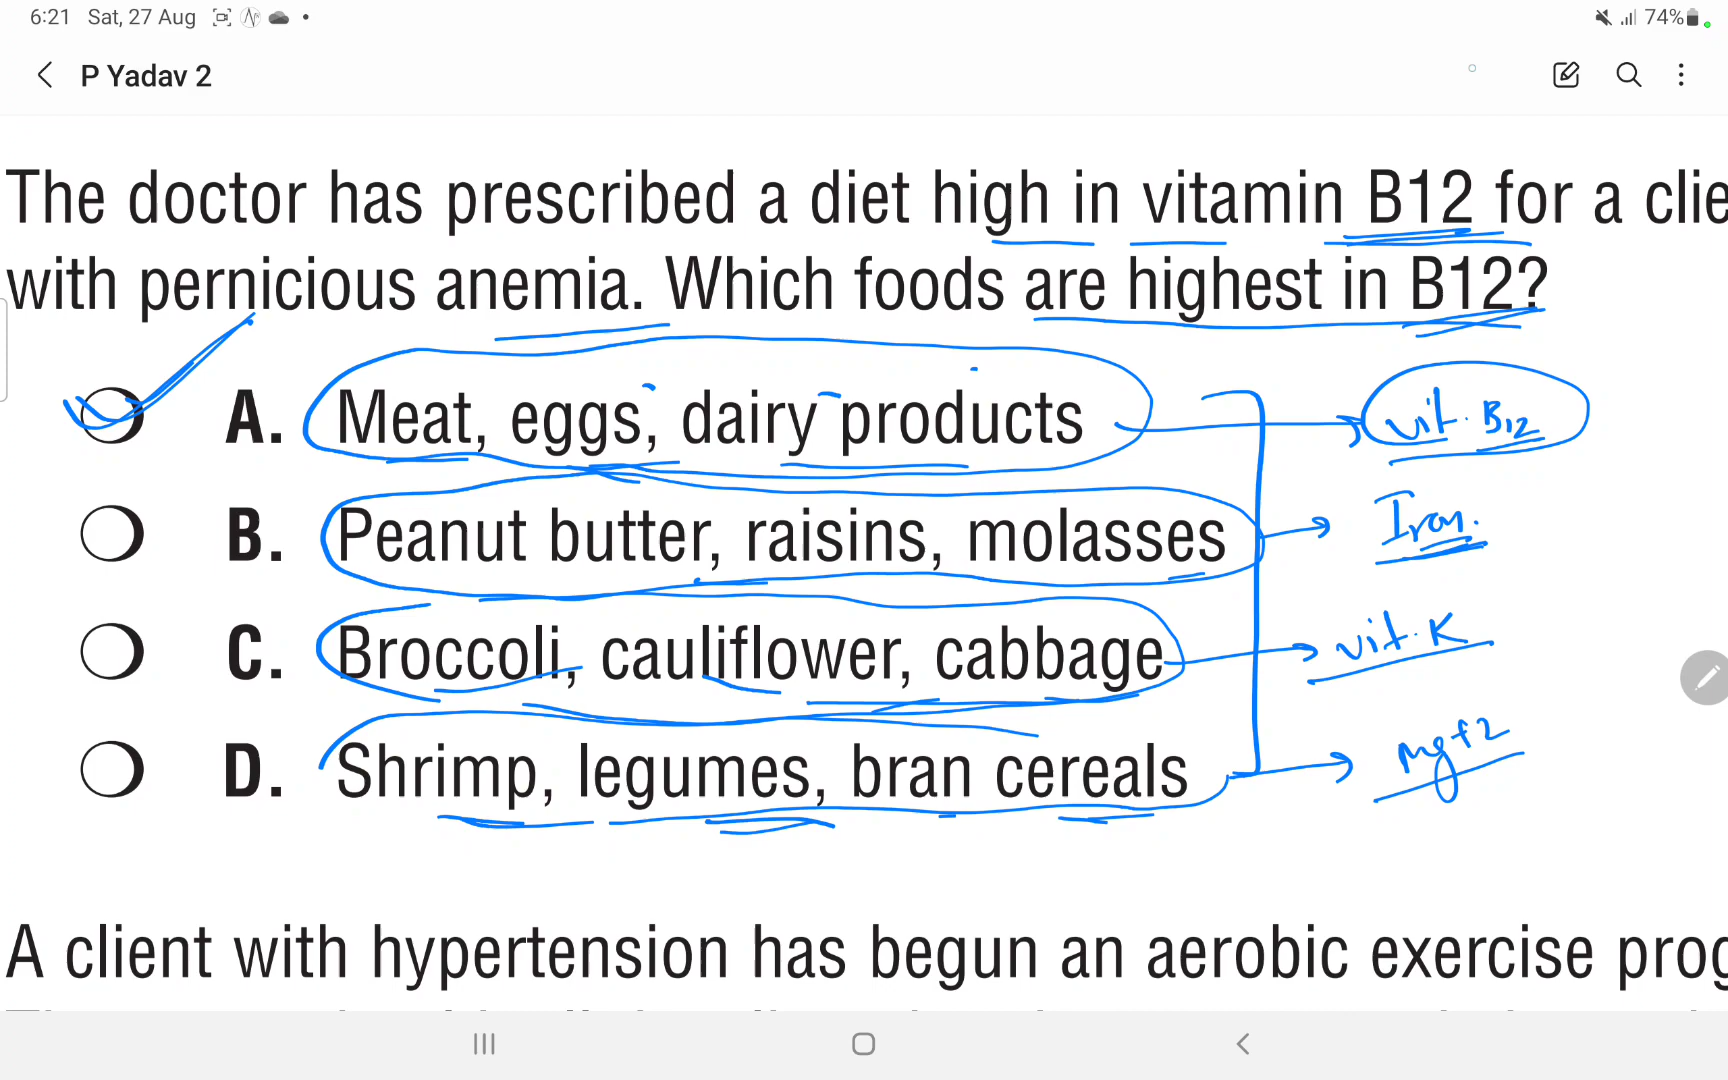 6:21 Sat, 27 Aug
74%
P Yadav 2
The doctor has prescribed a diet high in vitamin B12 for a clie
with pernicious anemia. Which foods are highest in B12?
A. Meat, eggs, dairy products vit. B12
B. Peanut butter, raisins, molasses Iron.
C. Broccoli, cauliflower, cabbage vit. K
D. Shrimp, legumes, bran cereals Mg+2
A client with hypertension has begun an aerobic exercise prog